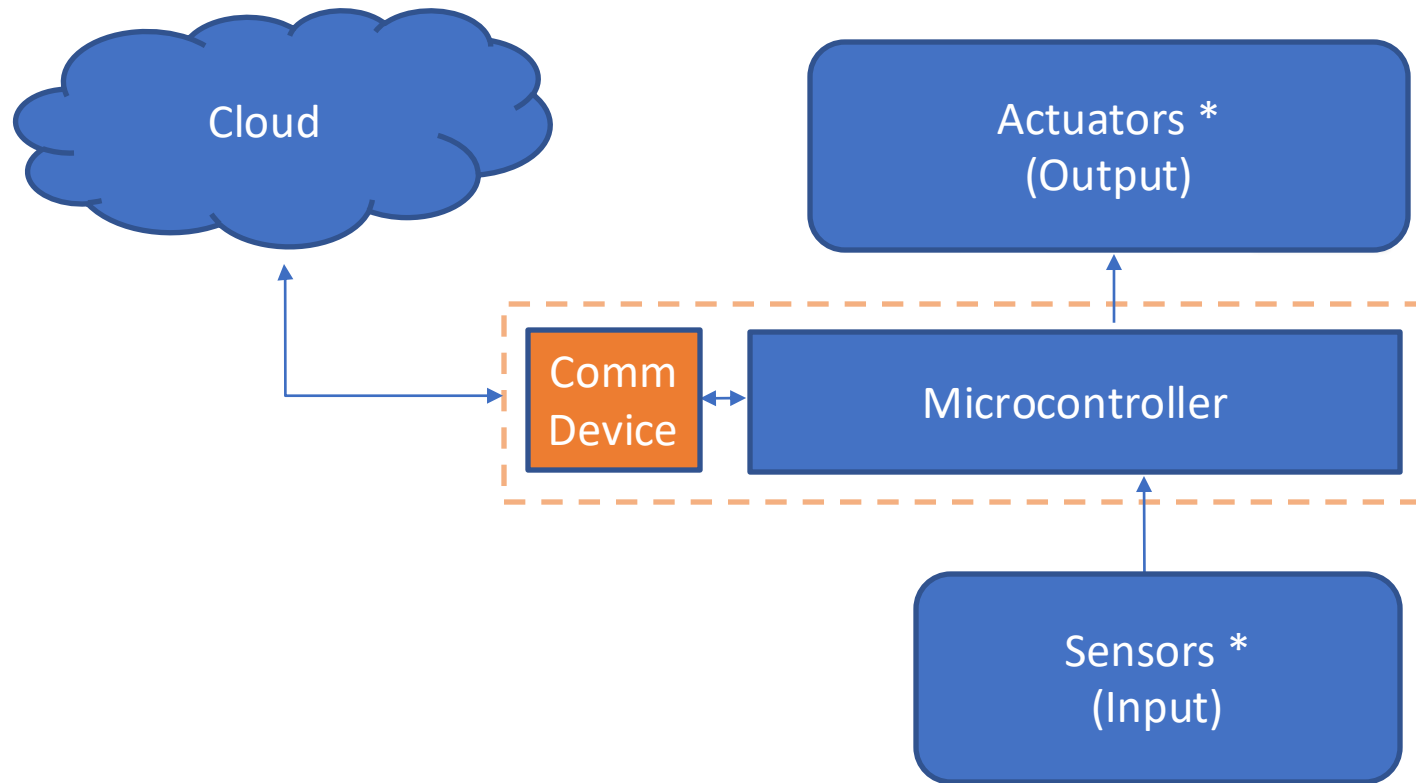 Cloud
Actuators *
(Output)
Comm
Device
Microcontroller
Sensors *
(Input)